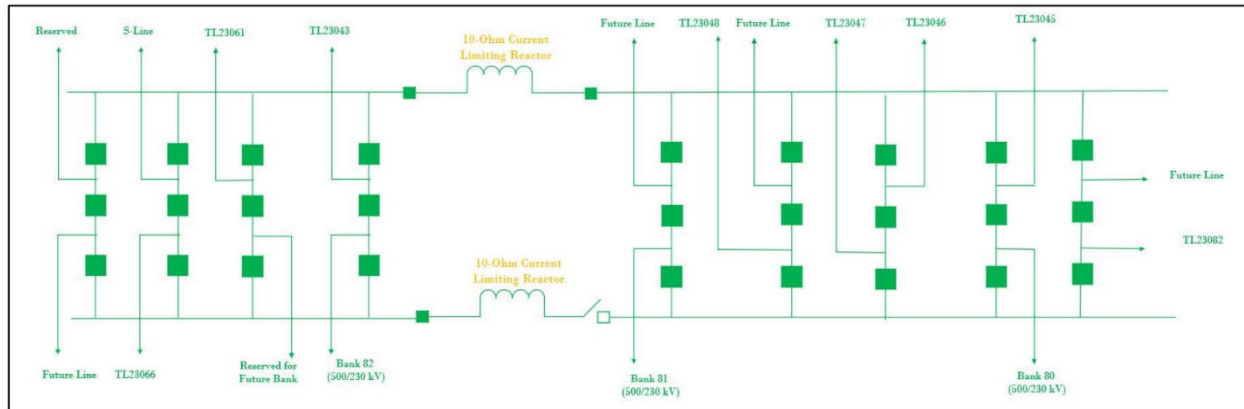 Reserved
S-Line
TL23061
TL23043
10-Ohm Current
Limiting Reactor
Future Line
TL23048
Future Line
TL23047
TL23046
TL23045
Future Line
TL23082
10-Ohm Current
Limiting Reactor
Future Line
TL23066
Reserved for
Future Bank
Bank 82
(500/230 kV)
Bank 81
(500/230 kV)
Bank 80
(500/230 kV)